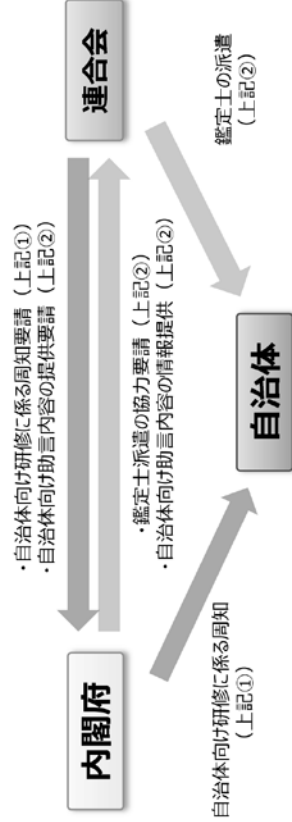 ・自治体向け研修に係る周知要請（上記①）
・自治体向け助言内容の提供要請（上記②）
内閣府
連合会
・鑑定士派遣の協力要請（上記②）
・自治体向け助言内容の情報提供（上記②）
自治体向け研修に係る周知
（上記①）
鑑定士の派遣
（上記②）
自治体